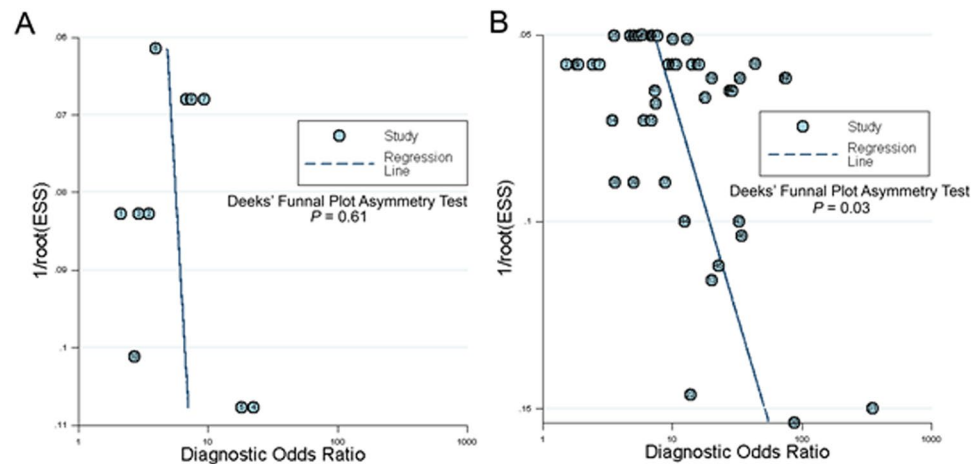 A
.06
.07
.08
.09
.1
.11
1/root(ESS)
1
10
100
1000
Diagnostic Odds Ratio
Study
Regression
Line
Deeks' Funnal Plot Asymmetry Test
P = 0.61
B
.05
.1
.15
1/root(ESS)
1
10
100
1000
Diagnostic Odds Ratio
Study
Regression
Line
Deeks' Funnal Plot Asymmetry Test
P = 0.03